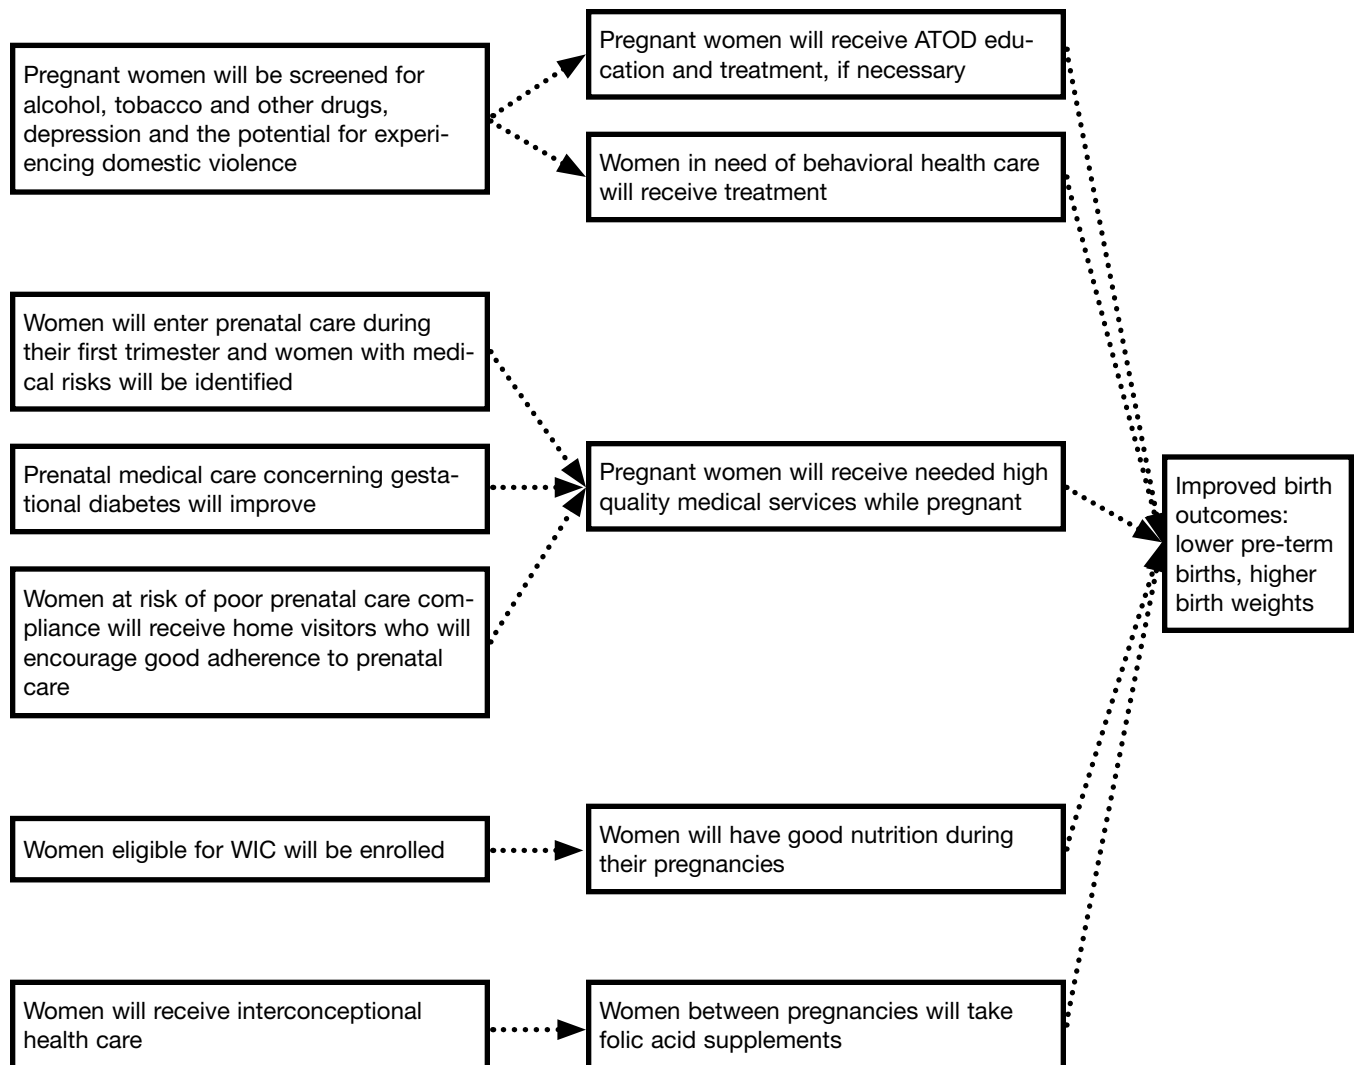 Pregnant women will be screened for
alcohol, tobacco and other drugs,
depression and the potential for experi-
encing domestic violence
Pregnant women will receive ATOD edu-
cation and treatment, if necessary
Women in need of behavioral health care
will receive treatment
Women will enter prenatal care during
their first trimester and women with medi-
cal risks will be identified
Prenatal medical care concerning gesta-
tional diabetes will improve
Women at risk of poor prenatal care com-
pliance will receive home visitors who will
encourage good adherence to prenatal
care
Pregnant women will receive needed high
quality medical services while pregnant
Improved birth
outcomes:
lower pre-term
births, higher
birth weights
Women eligible for WIC will be enrolled
Women will have good nutrition during
their pregnancies
Women will receive interconceptional
health care
Women between pregnancies will take
folic acid supplements